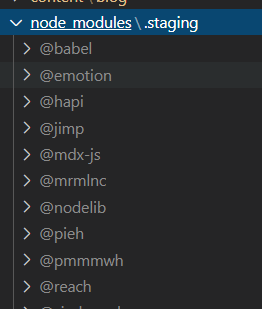 content \ blog
node_modules \ .staging
@babel
@emotion
@hapi
@jimp
@mdx-js
@mrmlnc
@nodelib
@pieh
@pmmmwh
@reach